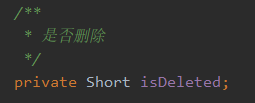 /**
* 是否删除
*/
private Short isDeleted;